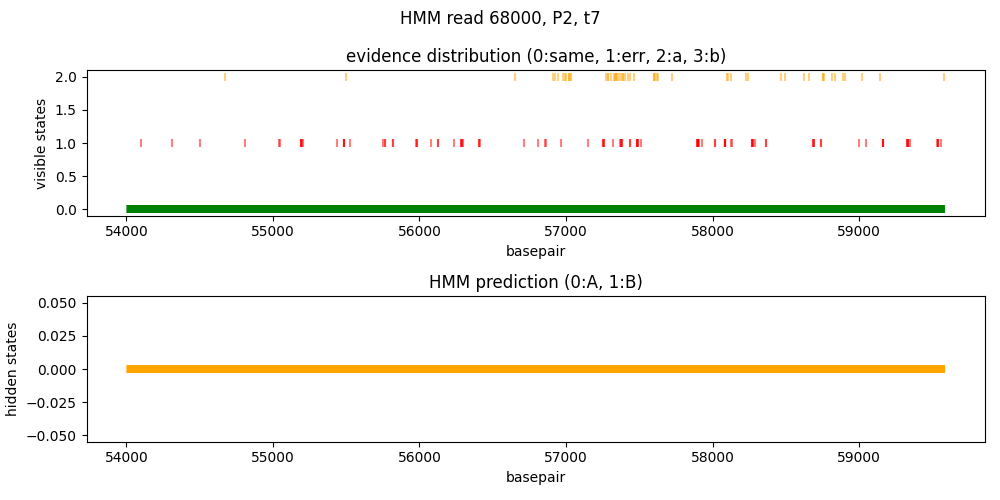 HMM read 68000, P2, t7
evidence distribution (0:same, 1:err, 2:a, 3:b)
visible states
2.0
1.5
1.0
0.5
0.0
54000 55000 56000 57000 58000 59000
basepair
HMM prediction (0:A, 1:B)
hidden states
0.050
0.025
0.000
−0.025
−0.050
54000 55000 56000 57000 58000 59000
basepair